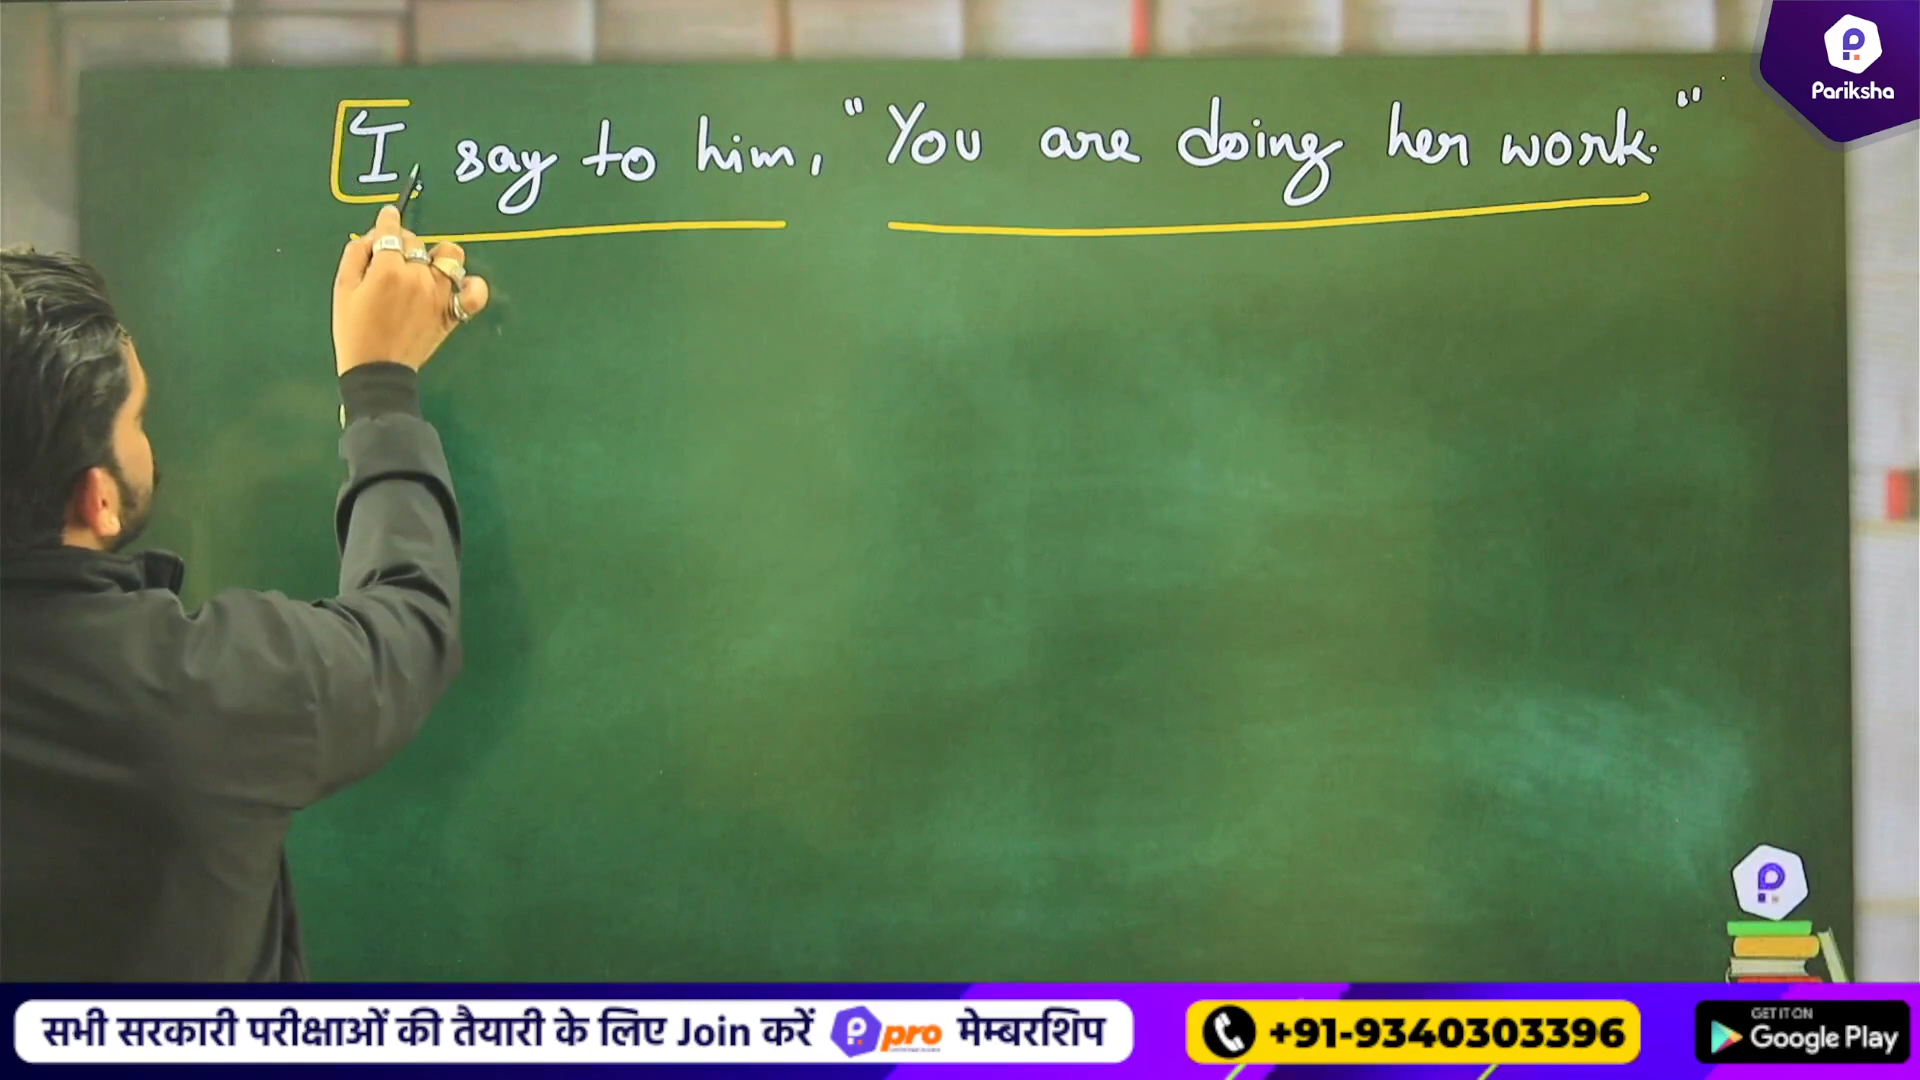 Pariksha
I say to him, "You are doing her work."
सभी सरकारी परीक्षाओं की तैयारी के लिए Join करें P pro मेम्बरशिप
+91-9340303396
GET IT ON
Google Play